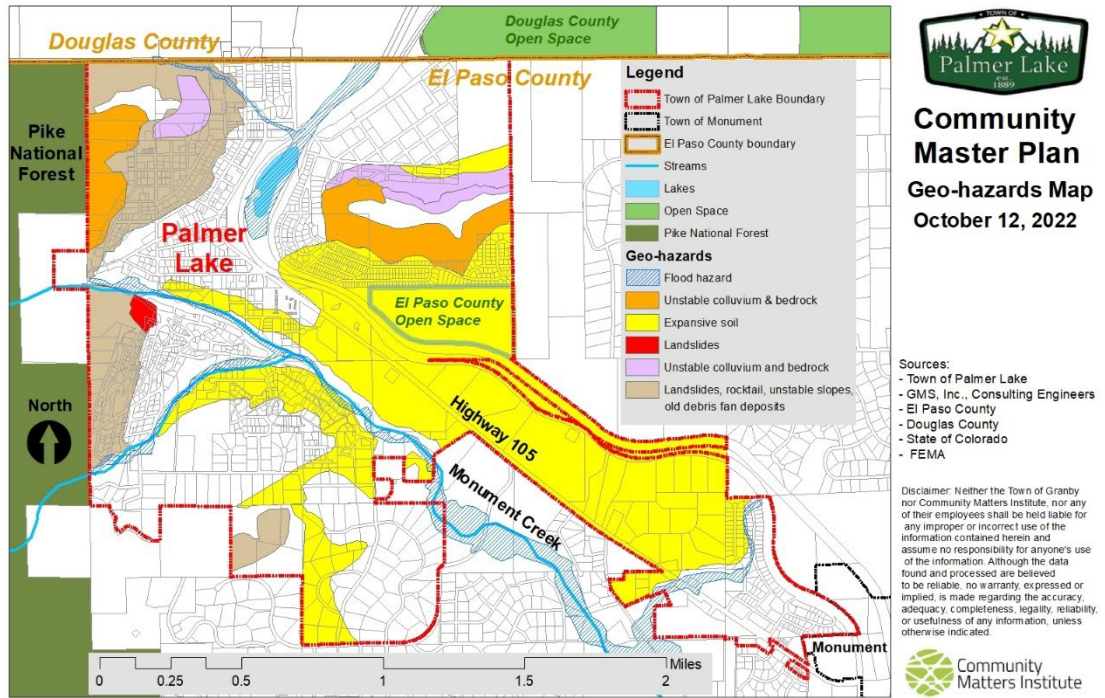 Douglas County
Douglas County
Open Space
El Paso County
Pike
National
Forest
Palmer
Lake
El Paso County
Open Space
North
Highway 105
Monument Creek
Monument
Legend
Town of Palmer Lake Boundary
Town of Monument
El Paso County boundary
Streams
Lakes
Open Space
Pike National Forest
Geo-hazards
Flood hazard
Unstable colluvium & bedrock
Expansive soil
Landslides
Unstable colluvium and bedrock
Landslides, rocktail, unstable slopes,
old debris fan deposits
0 0.25 0.5 1 1.5 2 Miles
TOWN OF
Palmer Lake
est.
1889
Community
Master Plan
Geo-hazards Map
October 12, 2022
Sources:
- Town of Palmer Lake
- GMS, Inc., Consulting Engineers
- El Paso County
- Douglas County
- State of Colorado
- FEMA
Disclaimer: Neither the Town of Granby
nor Community Matters Institute, nor any
of their employees shall be held liable for
any improper or incorrect use of the
information contained herein and
assume no responsibility for anyone's use
of the information. Although the data
found and processed are believed
to be reliable, no warranty, expressed or
implied, is made regarding the accuracy,
adequacy, completeness, legality, reliability,
or usefulness of any information, unless
otherwise indicated.
Community
Matters Institute